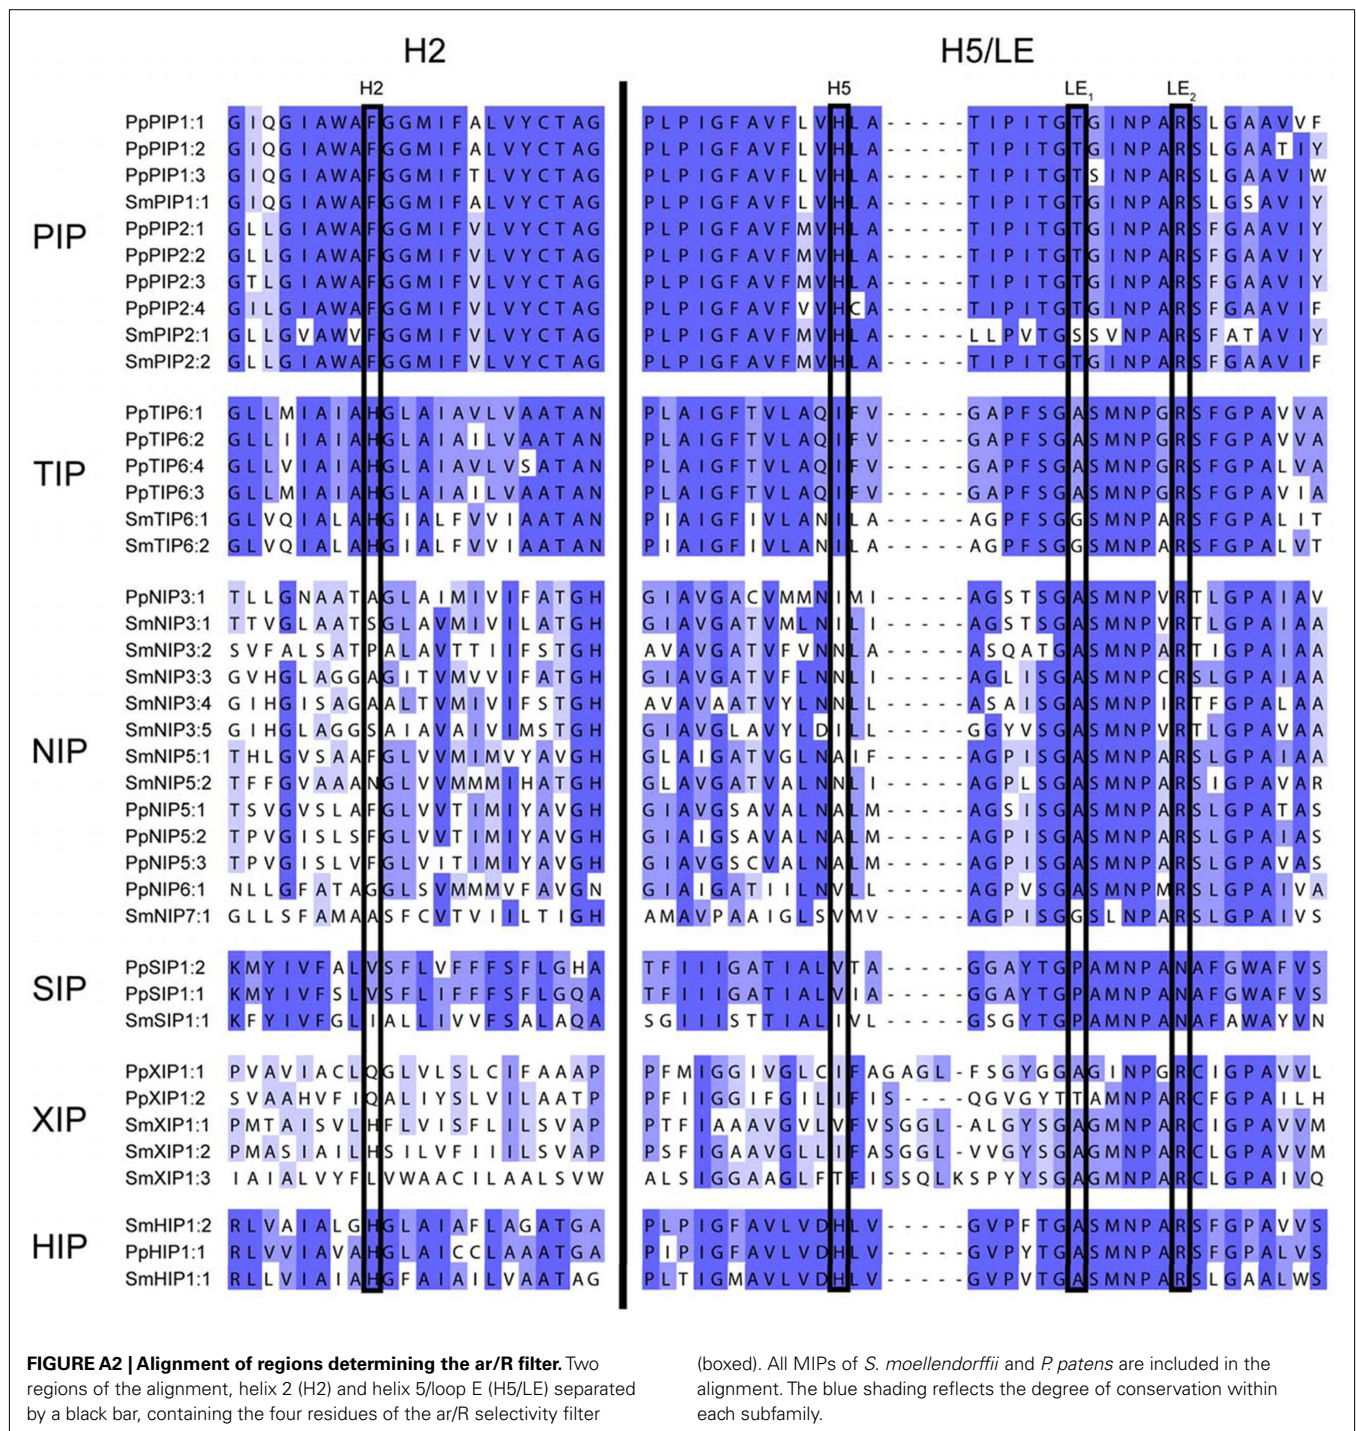 H2 H5/LE
H2 H5 LE1 LE2
PIP
PpPIP1:1 GIQGIAWAFGGMIFALVYCTAG PLPIGFAVFLVHLA-----TIPITGTGINPARSLGAAVVF
PpPIP1:2 GIQGIAWAFGGMIFALVYCTAG PLPIGFAVFLVHLA-----TIPITGTGINPARSLGAATIY
PpPIP1:3 GIQGIAWAFGGMIFTLVYCTAG PLPIGFAVFLVHLA-----TIPITGTSINPARSLGAAVIW
SmPIP1:1 GIQGIAWAFGGMIFALVYCTAG PLPIGFAVFLVHLA-----TIPITGTGINPARSLGSAVIY
PpPIP2:1 GLLGIAWAFGGMIFVLVYCTAG PLPIGFAVFMVHLA-----TIPITGTGINPARSFGAAVIY
PpPIP2:2 GLLGIAWAFGGMIFVLVYCTAG PLPIGFAVFMVHLA-----TIPITGTGINPARSFGAAVIY
PpPIP2:3 GTLGIAWAFGGMIFVLVYCTAG PLPIGFAVFMVHLA-----TIPITGTGINPARSFGAAVIY
PpPIP2:4 GILGIAWAFGGMIFVLVYCTAG PLPIGFAVFVVHCA-----TIPITGTGINPARSFGAAVIF
SmPIP2:1 GLLGVAWVFGGMIFVLVYCTAG PLPIGFAVFMVHLA-----LLPVTGSSVNPARSFATAVIY
SmPIP2:2 GLLGIAWAFGGMIFVLVYCTAG PLPIGFAVFMVHLA-----TIPITGTGINPARSFGAAVIF
TIP
PpTIP6:1 GLLMIAIAHGLAIAVLVAATAN PLAIGFTVLAQIFV-----GAPFSGASMNPGRSFGPAVVA
PpTIP6:2 GLLIIAIAHGLAIAILVAATAN PLAIGFTVLAQIFV-----GAPFSGASMNPGRSFGPAVVA
PpTIP6:4 GLLVIAIAHGLAIAVLVSATAN PLAIGFTVLAQIFV-----GAPFSGASMNPGRSFGPALVA
PpTIP6:3 GLLMIAIAHGLAIAILVAATAN PLAIGFTVLAQIFV-----GAPFSGASMNPGRSFGPAVIA
SmTIP6:1 GLVQIALAHGIALFVVIAATAN PIAIGFIVLANILA-----AGPFSGGSMNPARSFGPALIT
SmTIP6:2 GLVQIALAHGIALFVVIAATAN PIAIGFIVLANILA-----AGPFSGGSMNPARSFGPALVT
NIP
PpNIP3:1 TLLGNAATAGLAIMIVIFATGH GIAVGACVMMNIMI-----AGSTSGASMNPVRTLGPAIAV
SmNIP3:1 TTVGLAATSGLAVMIVILATGH GIAVGATVMLNILI-----AGSTSGASMNPVRTLGPAIAA
SmNIP3:2 SVFALSATPALAVTTIIFSTGH AVAVGATVFVNNLA-----ASQATGASMNPARTIGPAIAA
SmNIP3:3 GVHGLAGGAGITVMVVIFATGH GIAVGATVFLNNLI-----AGLISGASMNPCRSLGPAIAA
SmNIP3:4 GIHGISAGAALTVMIVIFSTGH AVAVAATVYLNNLL-----ASAISGASMNPIRTFGPALAA
SmNIP3:5 GIHGLAGGSAIAVAIVIMSTGH GIAVGLAVYLDILL-----GGYVSGASMNPVRTLGPAVAA
SmNIP5:1 THLGVSAAFGLVVMIMVYAVGH GLAIGATVGLNAIF-----AGPISGASMNPARSLGPAIAA
SmNIP5:2 TFFGVAAANGLVVMMMIHATGH GLAVGATVALNNLI-----AGPLSGASMNPARSIGPAVAR
PpNIP5:1 TSVGVSLAFGLVVTIMIYAVGH GIAVGSAVALNALM-----AGSISGASMNPARSLGPATAS
PpNIP5:2 TPVGISLSFGLVVTIMIYAVGH GIAIGSAVALNALM-----AGPISGASMNPARSLGPAIAS
PpNIP5:3 TPVGISLVFGLVITIMIYAVGH GIAVGSCVALNALM-----AGPISGASMNPARSLGPAVAS
PpNIP6:1 NLLGFATAGGLSVMMMVFAVGN GIAIGATIILNVLL-----AGPVSGASMNPMRSLGPAIVA
SmNIP7:1 GLLSFAMAASFCVTVIILTIGH AMAVPAAIGLSVMV-----AGPISGGSLNPARSLGPAIVS
SIP
PpSIP1:2 KMYIVFALVSFLVFFFSFLGHA TFIIIGATIALVTA-----GGAYTGPAMNPANAFGWAFVS
PpSIP1:1 KMYIVFSLVSFLIFFFSFLGQA TFIIIGATIALVIA-----GGAYTGPAMNPANAFGWAFVS
SmSIP1:1 KFYIVFGLIALLIVVFSALAQA SGIIISTTIALIVL-----GSGYTGPAMNPANAFAWAYVN
XIP
PpXIP1:1 PVAVIACLQGLVLSLCIFAAAP PFMIGGIVGLCIFAGAGL-FSGYGGAGINPGRCIGPAVVL
PpXIP1:2 SVAAHVFIQALIYSLVILAATP PFIIGGIFGILIFIS----QGVGYTTAMNPARCFGPAILH
SmXIP1:1 PMTAISVLHFLVISFLILSVAP PTFIAAAVGVLVFVSGGL-ALGYSGAGMNPARCIGPAVVM
SmXIP1:2 PMASIAILHSILVFIIILSVAP PSFIGAAVGLLIFASGGL-VVGYSGAGMNPARCLGPAVVM
SmXIP1:3 IAIALVYFLVWAACILAALSVW ALSIGGAAGLFTFISSQLKSPYYSGAGMNPARCLGPAIVQ
HIP
SmHIP1:2 RLVAIALGHGLAIAFLAGATGA PLPIGFAVLVDHLV-----GVPFTGASMNPARSFGPAVVS
PpHIP1:1 RLVVIAVAHGLAICCLAAATGA PIPIGFAVLVDHLV-----GVPYTGASMNPARSFGPALVS
SmHIP1:1 RLLVIAIAHGFAIAILVAATAG PLTIGMAVLVDHLV-----GVPVTGASMNPARSLGAALWS
FIGURE A2 | Alignment of regions determining the ar/R filter. Two
regions of the alignment, helix 2 (H2) and helix 5/loop E (H5/LE) separated
by a black bar, containing the four residues of the ar/R selectivity filter
(boxed). All MIPs of S. moellendorffii and P. patens are included in the
alignment. The blue shading reflects the degree of conservation within
each subfamily.